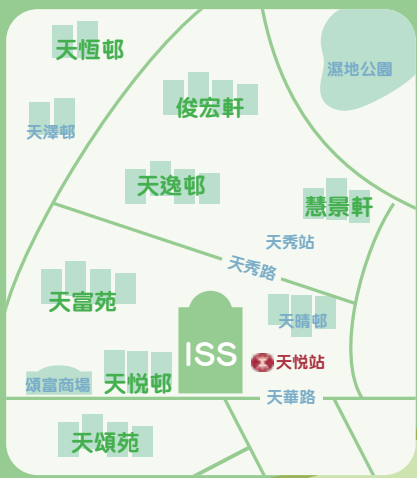 天恆邨
濕地公園
俊宏軒
天澤邨
天逸邨
慧景軒
天秀站
天秀路
天富苑
天晴邨
ISS
天悅站
頌富商場
天悅邨
天華路
天頌苑